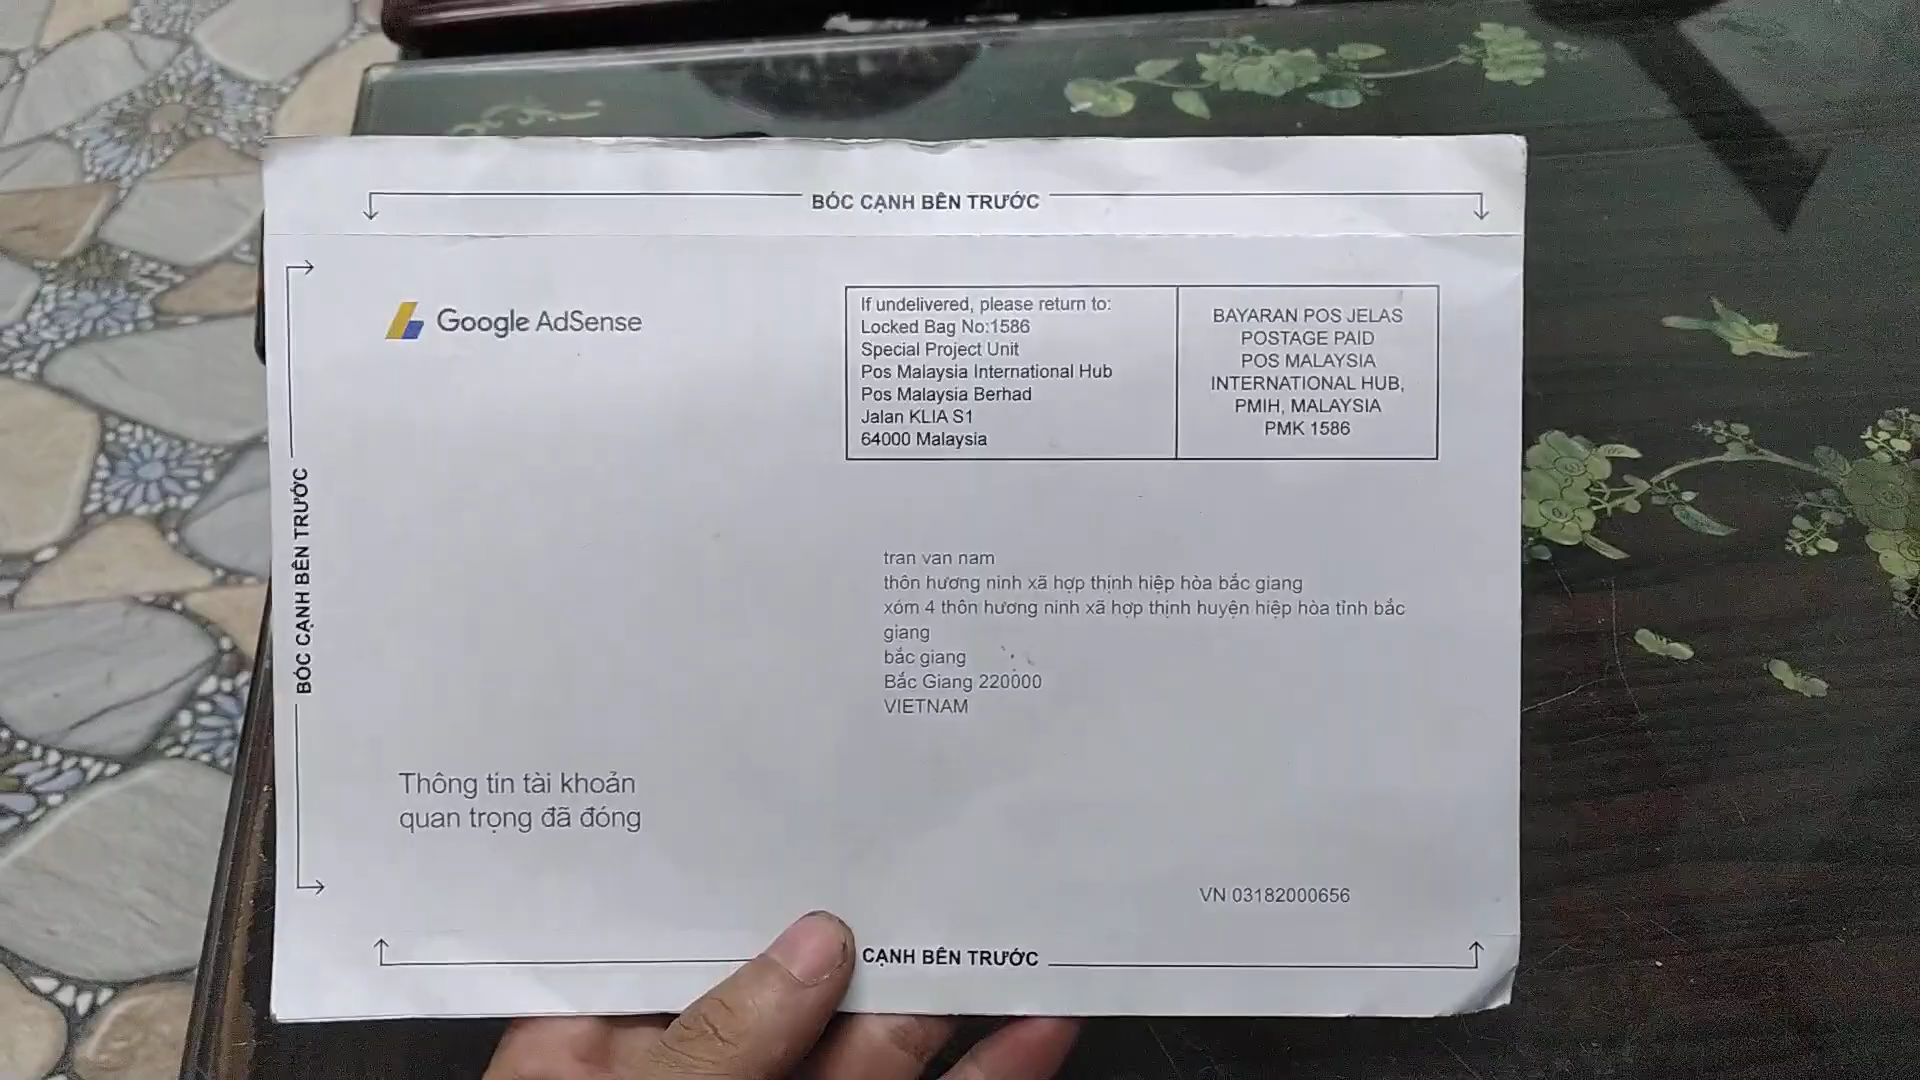 BÓC CẠNH BÊN TRƯỚC
BÓC CẠNH BÊN TRƯỚC
Google AdSense
If undelivered, please return to:
Locked Bag No:1586
Special Project Unit
Pos Malaysia International Hub
Pos Malaysia Berhad
Jalan KLIA S1
64000 Malaysia
BAYARAN POS JELAS
POSTAGE PAID
POS MALAYSIA
INTERNATIONAL HUB,
PMIH, MALAYSIA
PMK 1586
tran van nam
thôn hương ninh xã hợp thịnh hiệp hòa bắc giang
xóm 4 thôn hương ninh xã hợp thịnh huyện hiệp hòa tỉnh bắc
giang
bắc giang
Bắc Giang 220000
VIETNAM
Thông tin tài khoản
quan trọng đã đóng
VN 03182000656
CẠNH BÊN TRƯỚC